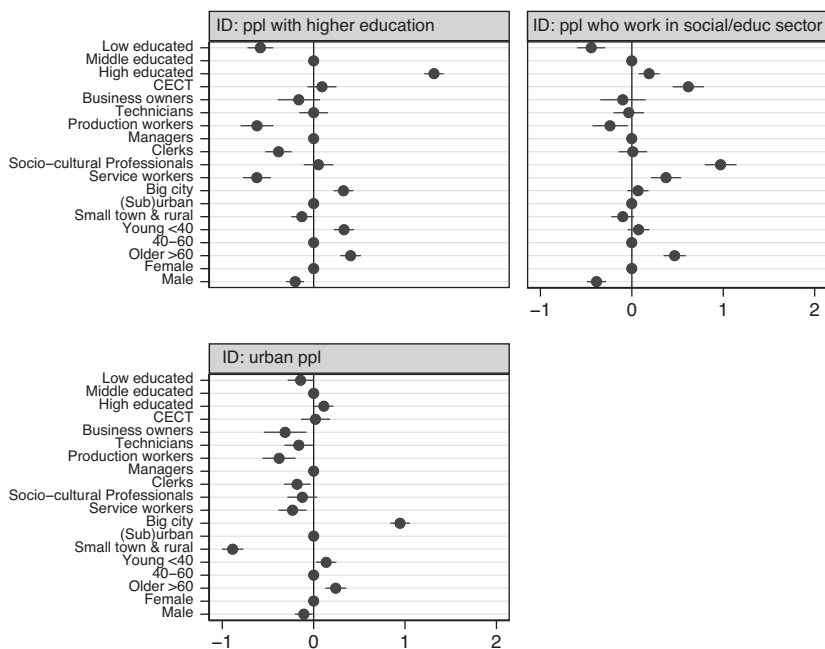 ID: ppl with higher education
ID: ppl who work in social/educ sector
Low educated
Middle educated
High educated
CECT
Business owners
Technicians
Production workers
Managers
Clerks
Socio−cultural Professionals
Service workers
Big city
(Sub)urban
Small town & rural
Young <40
40−60
Older >60
Female
Male
−1 0 1 2
ID: urban ppl
Low educated
Middle educated
High educated
CECT
Business owners
Technicians
Production workers
Managers
Clerks
Socio−cultural Professionals
Service workers
Big city
(Sub)urban
Small town & rural
Young <40
40−60
Older >60
Female
Male
−1 0 1 2